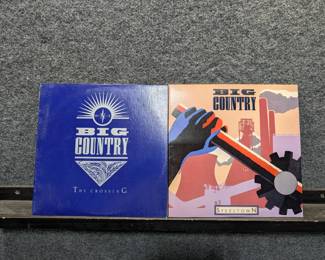 BIG
COUNTRY
THE CROSSING
BIG
COUNTRY
STEELTOWN